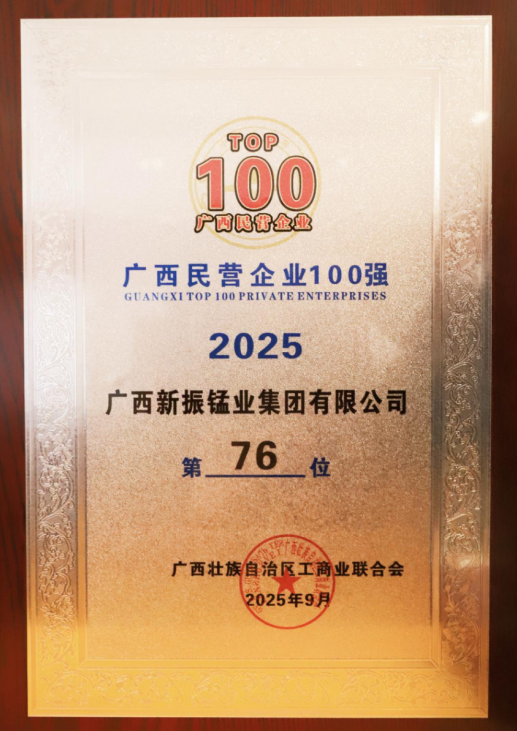 TOP
100
广西民营企业
广西民营企业100强
GUANGXI TOP 100 PRIVATE ENTERPRISES
2025
广西新振锰业集团有限公司
第 76 位
广西壮族自治区工商业联合会
2025年9月